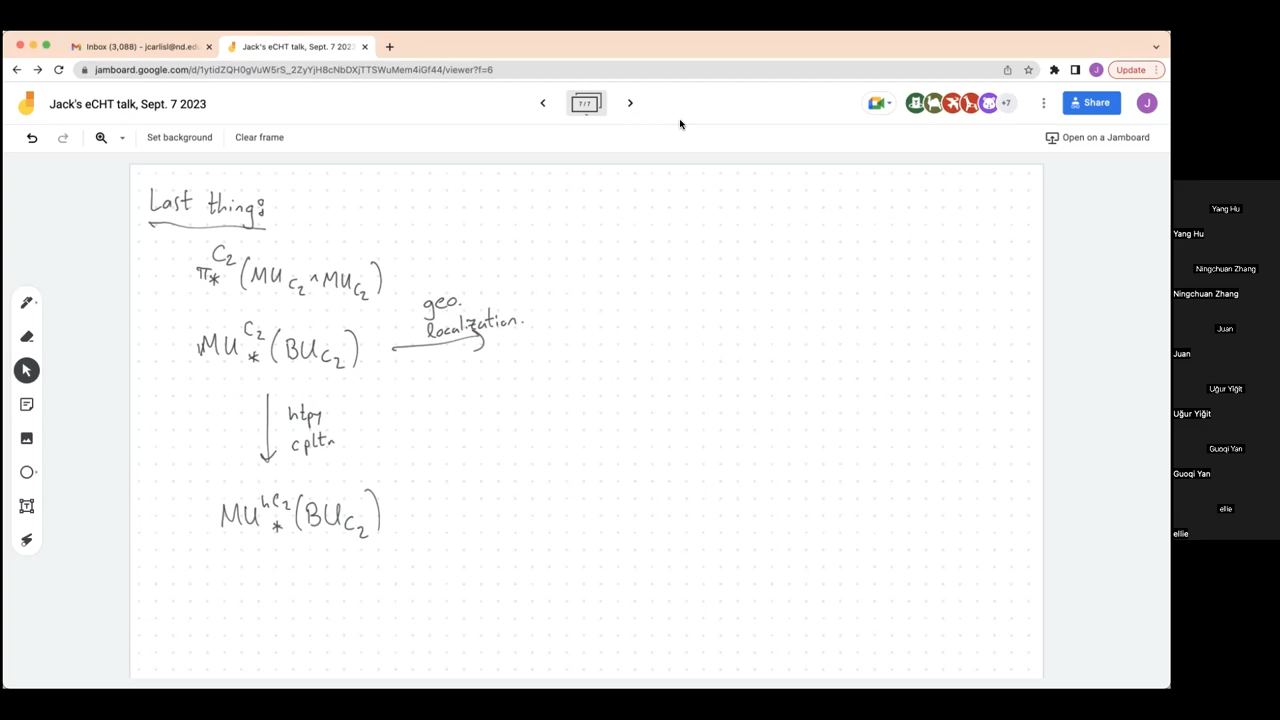 Inbox (3,088) - jcarlisl@nd.ed
Jack's eCHT talk, Sept. 7 202
jamboard.google.com/d/1ytidZQH0gVuW5rS_2ZyYjH8cNbDXjTTSWuMem4iGf44/viewer?f=6
J
Update
Jack's eCHT talk, Sept. 7 2023
7 / 7
+7
Share
J
Set background
Clear frame
Open on a Jamboard
Last thing:
π_*^{C_2}(MU_{C_2} ∧ MU_{C_2})
MU_*^{C_2}(BU_{C_2})
geo.
localization.
htpy
cpltn
MU_*^{hC_2}(BU_{C_2})
Yang Hu
Yang Hu
Ningchuan Zhang
Ningchuan Zhang
Juan
Juan
Uğur Yiğit
Uğur Yiğit
Guoqi Yan
Guoqi Yan
ellie
ellie